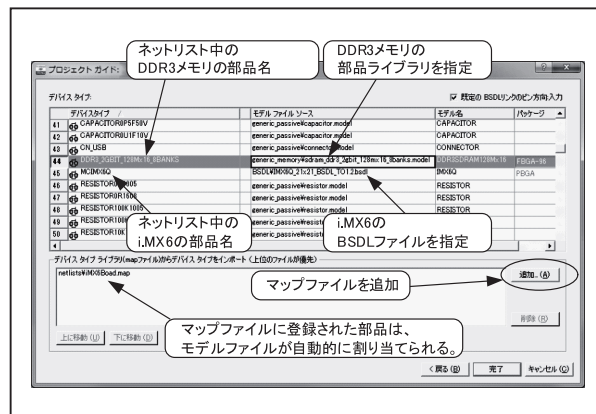 ネットリスト中の
DDR3メモリの部品名
DDR3メモリの
部品ライブラリを指定
プロジェクト ガイド:
デバイス タイプ:
既定の BSDLリンクのピン方向:入力
デバイスタイプ / モデル ファイル ソース モデル名 パッケージ
41 CAPACITOR0P5F50V generic_passive¥capacitor.model CAPACITOR
42 CAPACITOR0U1F10V generic_passive¥capacitor.model CAPACITOR
43 CN_USB generic_passive¥connector.model CONNECTOR
44 DDR3_2GBIT_128Mx16_8BANKS generic_memory¥sdram_ddr3_2gbit_128mx16_8banks.model DDR3SDRAM128Mx16 FBGA-96
45 MCIMX6Q BSDL¥IMX6Q_21x21_BSDL_TO1.2.bsdl IMX6Q PBGA
46 generic_passive¥resistor.model RESISTOR
47 generic_passive¥resistor.model RESISTOR
48 generic_passive¥resistor.model RESISTOR
49 RESISTOR
50 RESISTOR
ネットリスト中の
i.MX6の部品名
i.MX6の
BSDLファイルを指定
デバイス タイプ ライブラリ(mapファイル)からデバイス タイプをインポート (上位のファイルが優先)
netlists¥iMX6Boad.map
追加... (A)
マップファイルを追加
削除 (R)
マップファイルに登録された部品は、
モデルファイルが自動的に割り当てられる。
上に移動 (U) 下に移動 (D)
< 戻る (B) 完了 キャンセル (C)